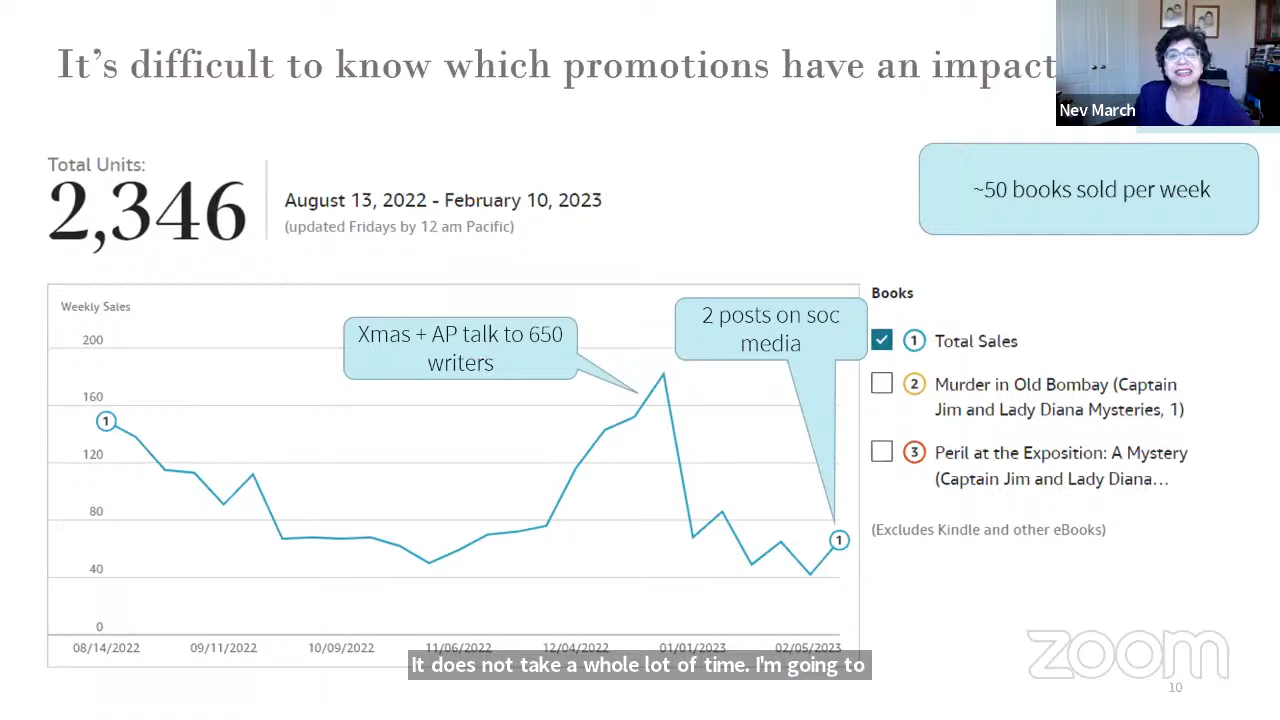 It's difficult to know which promotions have an impact
Nev March
Total Units:
2,346
August 13, 2022 - February 10, 2023
(updated Fridays by 12 am Pacific)
~50 books sold per week
Weekly Sales
200
160
120
80
40
0
08/14/2022
09/11/2022
10/09/2022
11/06/2022
12/04/2022
01/01/2023
02/05/2023
Xmas + AP talk to 650
writers
2 posts on soc
media
1
1
Books
1 Total Sales
2 Murder in Old Bombay (Captain
Jim and Lady Diana Mysteries, 1)
3 Peril at the Exposition: A Mystery
(Captain Jim and Lady Diana…
(Excludes Kindle and other eBooks)
It does not take a whole lot of time. I'm going to
zoom
10